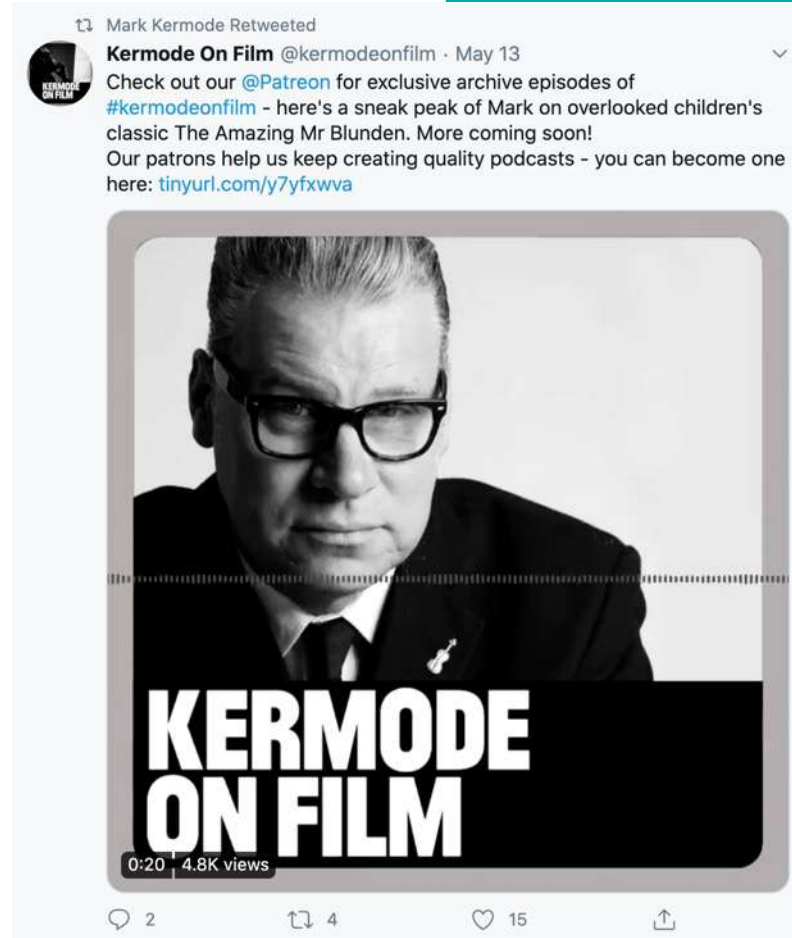 Mark Kermode Retweeted
Kermode On Film @kermodeonfilm · May 13
KERMODE
ON FILM
Check out our @Patreon for exclusive archive episodes of
#kermodeonfilm - here's a sneak peak of Mark on overlooked children's
classic The Amazing Mr Blunden. More coming soon!
Our patrons help us keep creating quality podcasts - you can become one
here: tinyurl.com/y7yfxwva
KERMODE
ON FILM
0:20 4.8K views
2 4 15